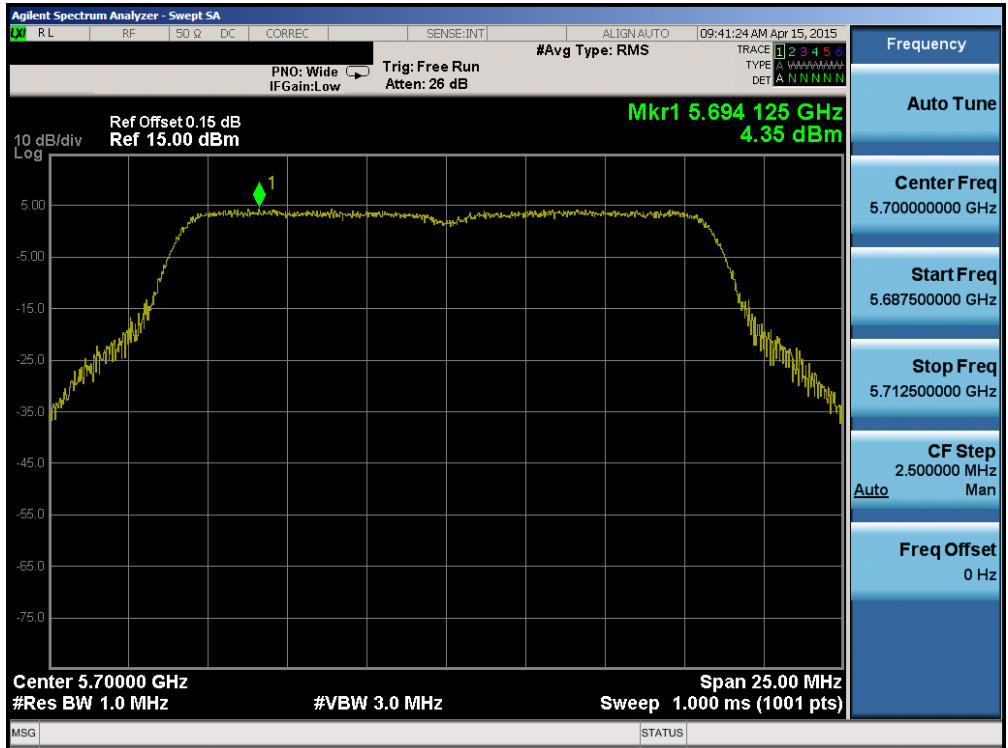 Agilent Spectrum Analyzer - Swept SA
LXI RL RF 50 Ω DC CORREC SENSE:INT ALIGN AUTO 09:41:24 AM Apr 15, 2015
#Avg Type: RMS
TRACE 1 2 3 4 5 6
TYPE A
DET A N N N N N
PNO: Wide
IFGain:Low
Trig: Free Run
Atten: 26 dB
Frequency
Mkr1 5.694 125 GHz
4.35 dBm
Ref Offset 0.15 dB
10 dB/div Ref 15.00 dBm
Log
1
5.00
-5.00
-15.0
-25.0
-35.0
-45.0
-55.0
-65.0
-75.0
Center 5.70000 GHz Span 25.00 MHz
#Res BW 1.0 MHz #VBW 3.0 MHz Sweep 1.000 ms (1001 pts)
Auto Tune
Center Freq
5.700000000 GHz
Start Freq
5.687500000 GHz
Stop Freq
5.712500000 GHz
CF Step
2.500000 MHz
Auto Man
Freq Offset
0 Hz
MSG STATUS